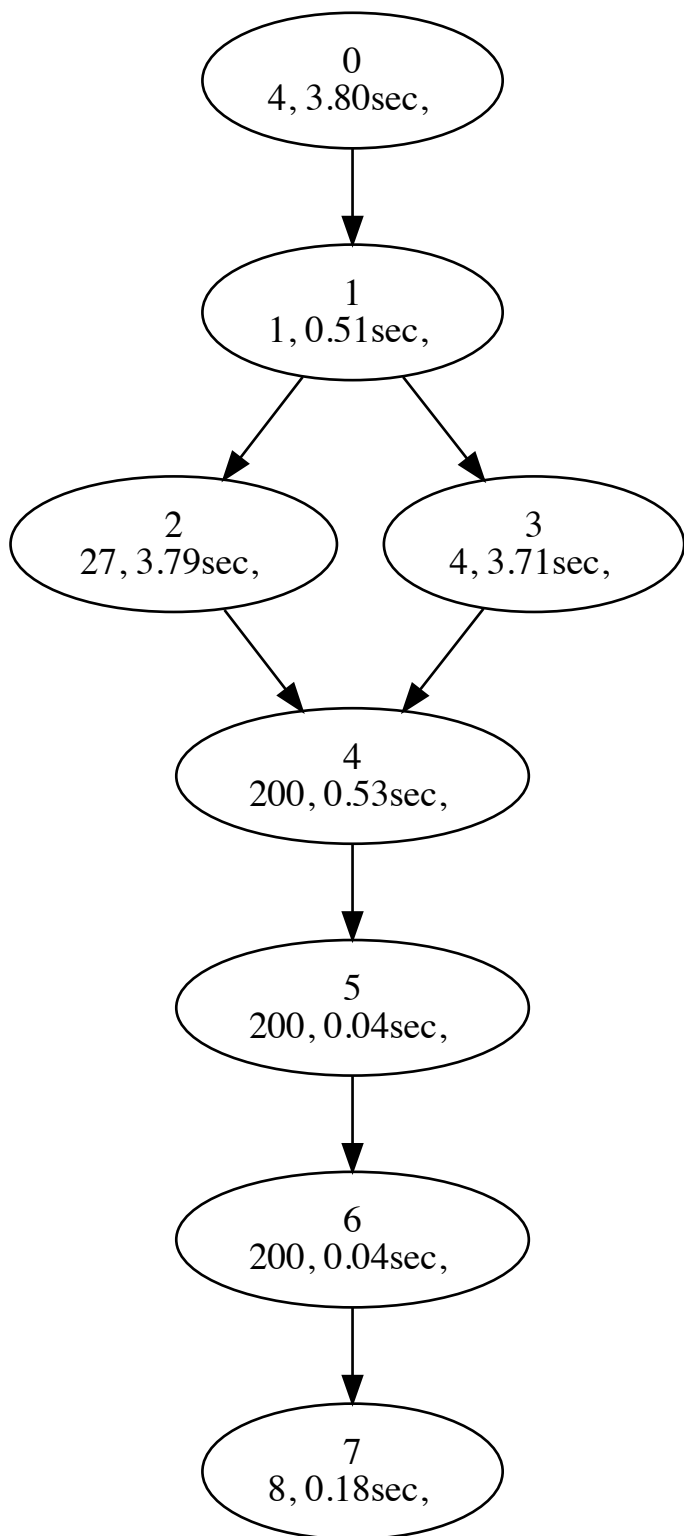 0
4, 3.80sec,
1
1, 0.51sec,
2
27, 3.79sec,
3
4, 3.71sec,
4
200, 0.53sec,
5
200, 0.04sec,
6
200, 0.04sec,
7
8, 0.18sec,